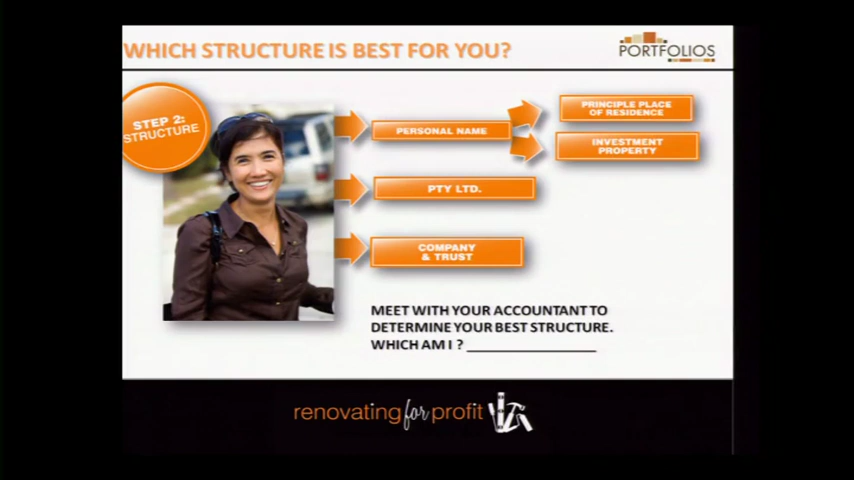 WHICH STRUCTURE IS BEST FOR YOU?
PORTFOLIOS
STEP 2:
STRUCTURE
PERSONAL NAME
PRINCIPLE PLACE
OF RESIDENCE
INVESTMENT
PROPERTY
PTY LTD.
COMPANY
& TRUST
MEET WITH YOUR ACCOUNTANT TO
DETERMINE YOUR BEST STRUCTURE.
WHICH AM I ? _______________
renovating for profit